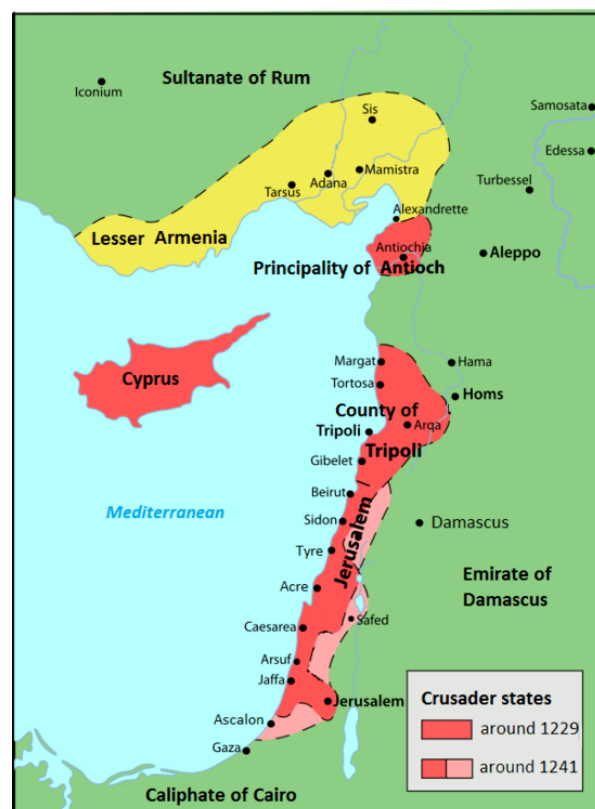 Sultanate of Rum
Iconium
Sis
Samosata
Edessa
Mamistra
Adana
Tarsus
Turbessel
Alexandrette
Lesser Armenia
Antiochia
Aleppo
Principality of Antioch
Margat
Hama
Cyprus
Tortosa
Homs
County of
Tripoli
Arqa
Tripoli
Gibelet
Beirut
Mediterranean
Sidon
Damascus
Jerusalem
Tyre
Emirate of
Damascus
Acre
Safed
Caesarea
Arsuf
Jaffa
Jerusalem
Ascalon
Gaza
Caliphate of Cairo
Crusader states
around 1229
around 1241